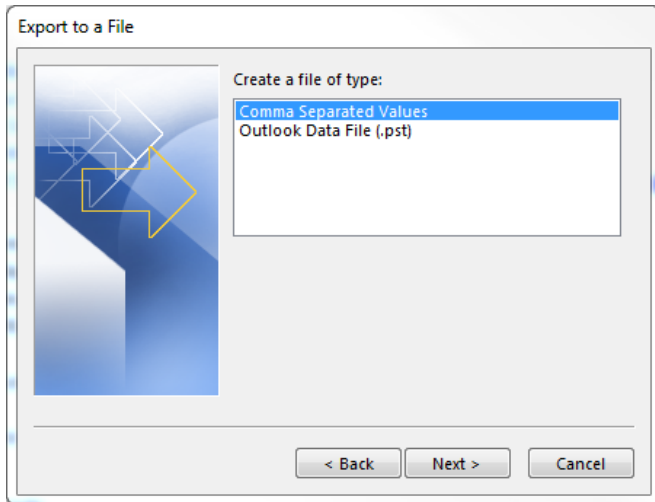 Export to a File
Create a file of type:
Comma Separated Values
Outlook Data File (.pst)
< Back
Next >
Cancel